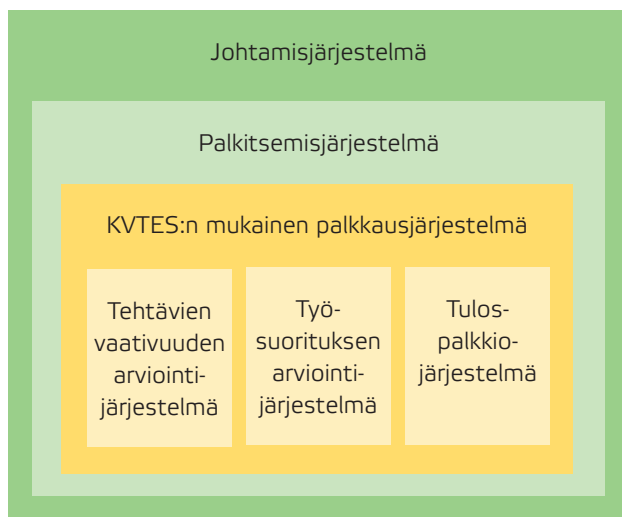 Johtamisjärjestelmä
Palkitsemisjärjestelmä
KVTES:n mukainen palkkausjärjestelmä
Tehtävien
vaativuuden
arviointi-
järjestelmä
Työ-
suorituksen
arviointi-
järjestelmä
Tulos-
palkkio-
järjestelmä